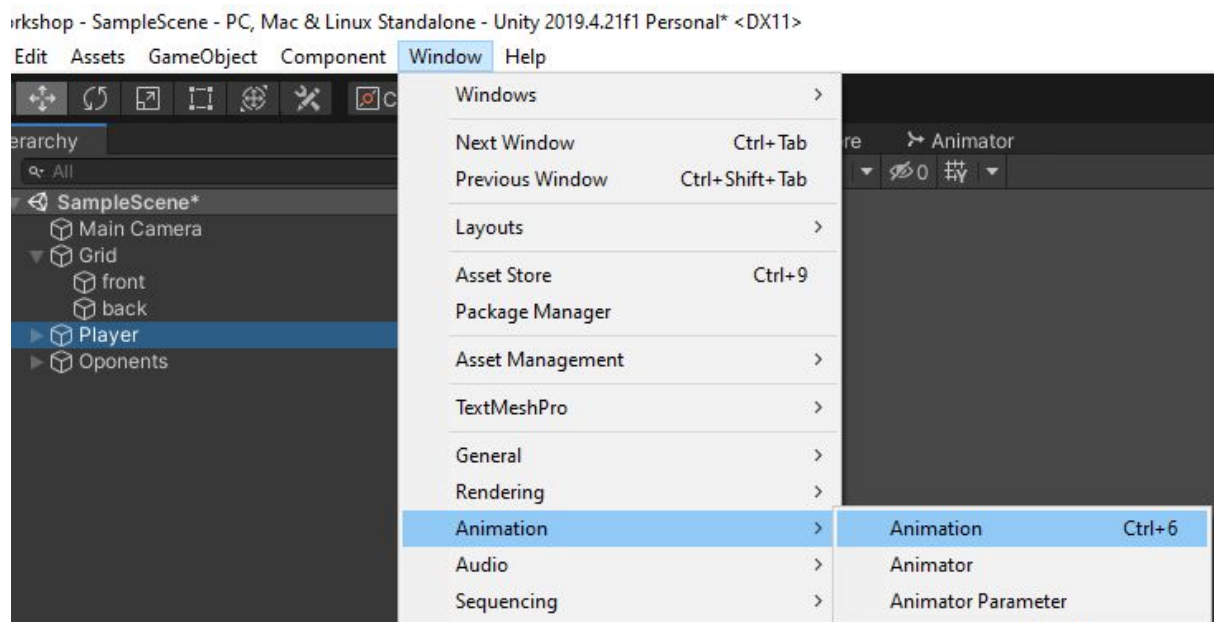 rkshop - SampleScene - PC, Mac & Linux Standalone - Unity 2019.4.21f1 Personal* <DX11>
Edit Assets GameObject Component Window Help
C
Windows
erarchy
Next Window Ctrl+Tab
re Animator
All
Previous Window Ctrl+Shift+Tab
0
SampleScene*
Main Camera
Layouts
Grid
front
Asset Store Ctrl+9
back
Package Manager
Player
Oponents
Asset Management
TextMeshPro
General
Rendering
Animation
Animation Ctrl+6
Audio
Animator
Sequencing
Animator Parameter